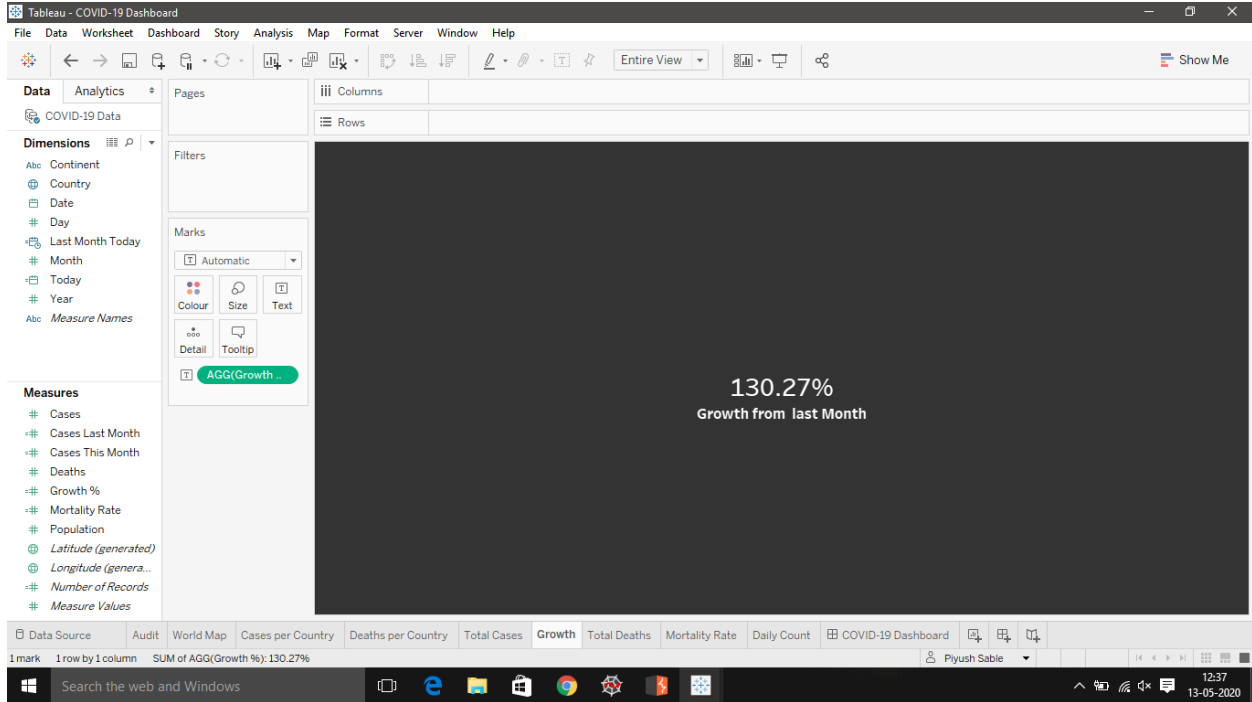 Tableau - COVID-19 Dashboard
File Data Worksheet Dashboard Story Analysis Map Format Server Window Help
Entire View
Show Me
Data Analytics
COVID-19 Data
Dimensions
Abc Continent
Country
Date
# Day
Last Month Today
# Month
Today
# Year
Abc Measure Names
Measures
# Cases
=# Cases Last Month
=# Cases This Month
# Deaths
=# Growth %
=# Mortality Rate
# Population
Latitude (generated)
Longitude (genera...
=# Number of Records
# Measure Values
Pages
Filters
Marks
T Automatic
Colour Size Text
Detail Tooltip
T AGG(Growth ..
iii Columns
Rows
130.27%
Growth from last Month
Data Source Audit World Map Cases per Country Deaths per Country Total Cases Growth Total Deaths Mortality Rate Daily Count COVID-19 Dashboard
1 mark 1 row by 1 column SUM of AGG(Growth %): 130.27%
Piyush Sable
Search the web and Windows
12:37
13-05-2020